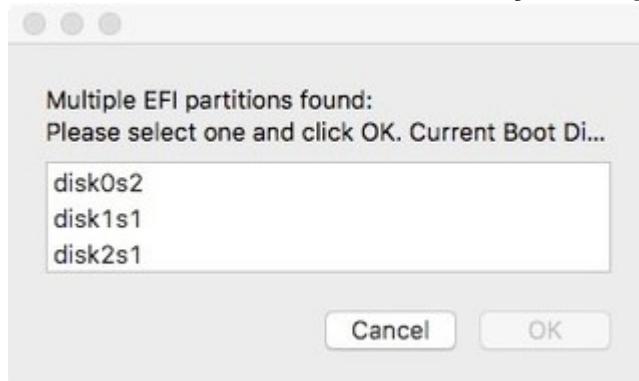 Multiple EFI partitions found:
Please select one and click OK. Current Boot Di...
disk0s2
disk1s1
disk2s1
Cancel
OK